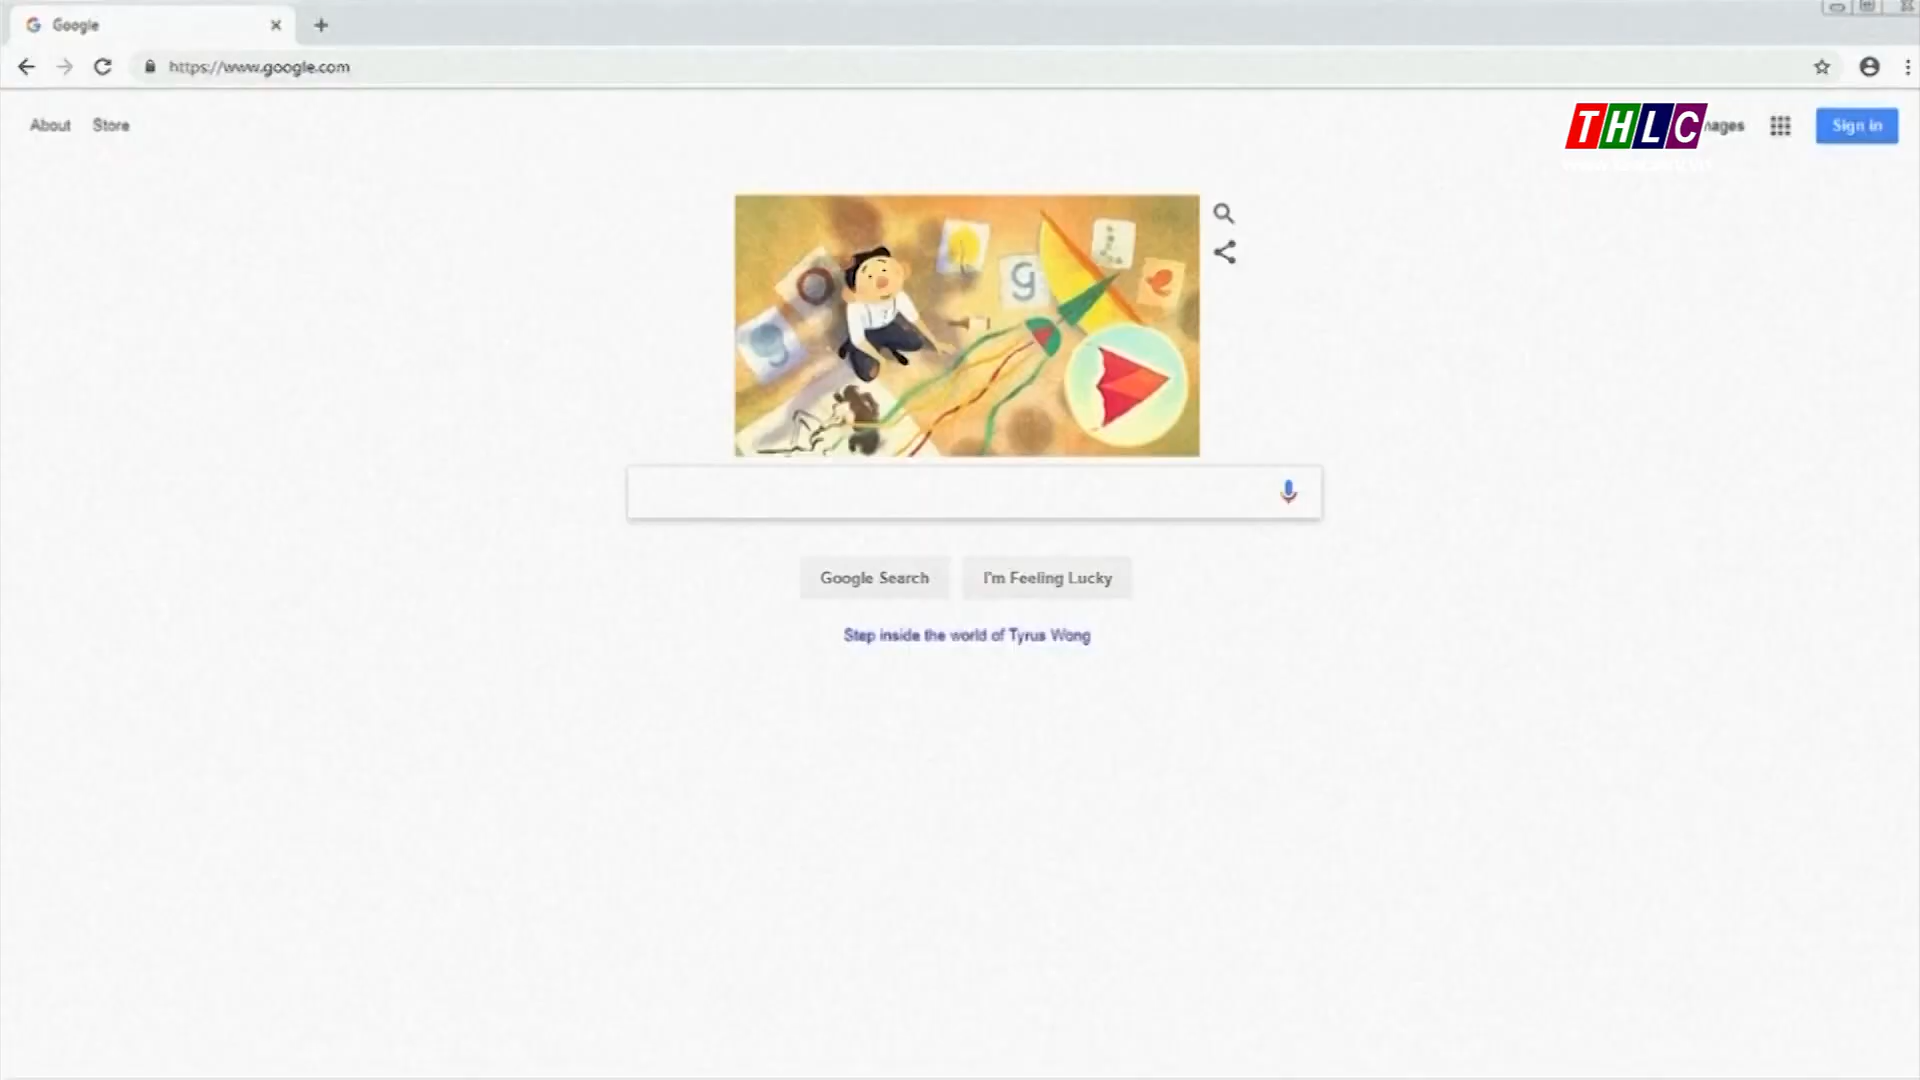 Google
https://www.google.com
About Store
THLC
nages
Sign in
g
Google Search I'm Feeling Lucky
Step inside the world of Tyrus Wong